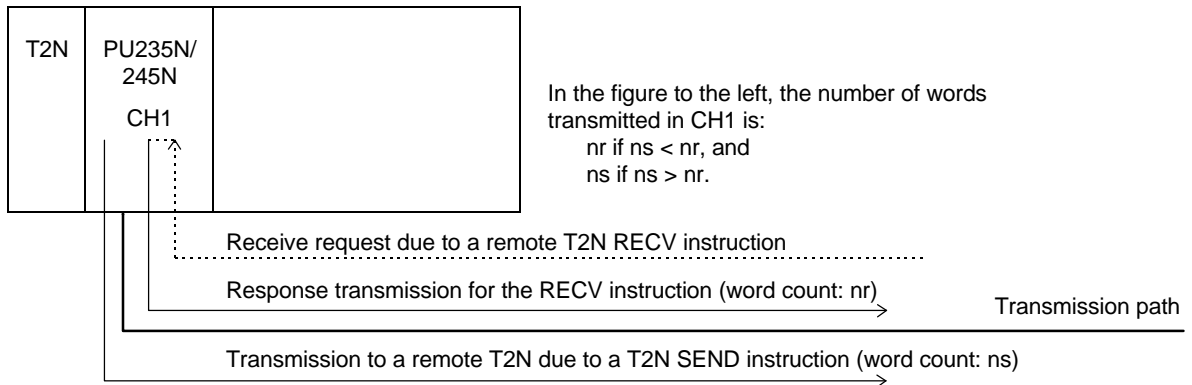 T2N
PU235N/
245N
CH1
In the figure to the left, the number of words
transmitted in CH1 is:
nr if ns < nr, and
ns if ns > nr.
Receive request due to a remote T2N RECV instruction
Response transmission for the RECV instruction (word count: nr)
Transmission path
Transmission to a remote T2N due to a T2N SEND instruction (word count: ns)